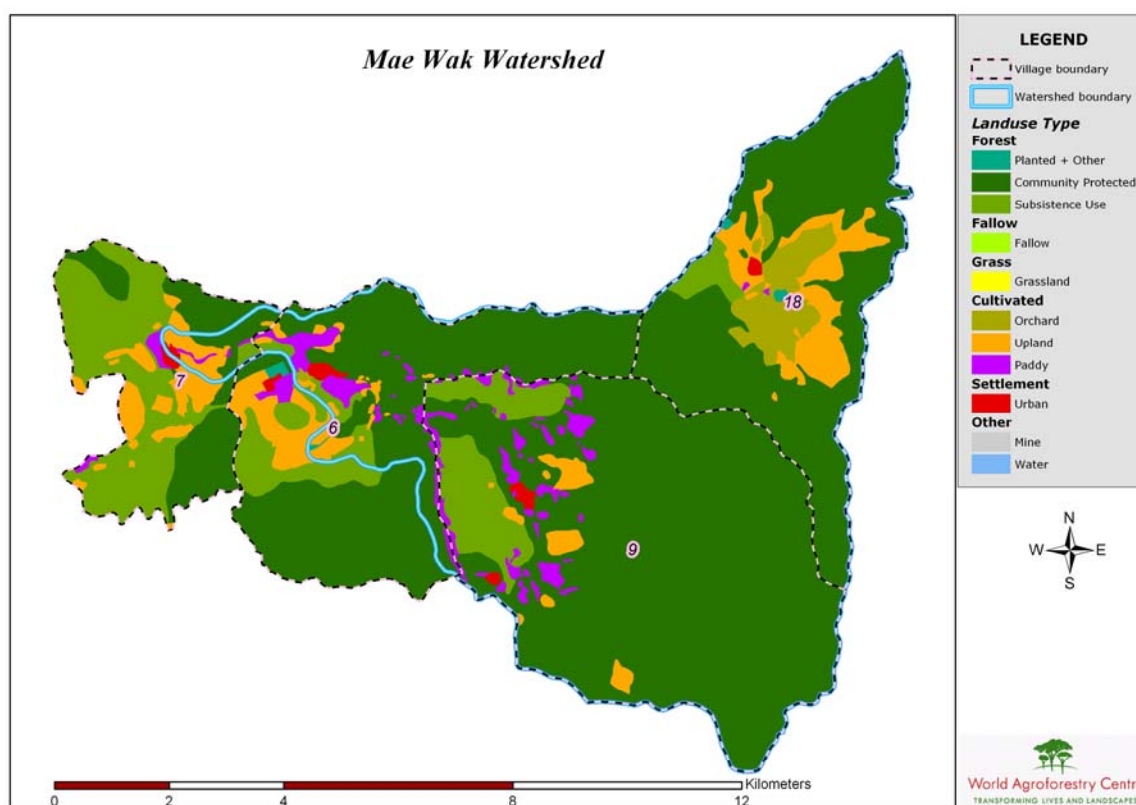 Mae Wak Watershed
18
7
6
9
Kilometers
0 2 4 8 12
LEGEND
Village boundary
Watershed boundary
Landuse Type
Forest
Planted + Other
Community Protected
Subsistence Use
Fallow
Fallow
Grass
Grassland
Cultivated
Orchard
Upland
Paddy
Settlement
Urban
Other
Mine
Water
N
W E
S
World Agroforestry Centr
TRANSFORMING LIVES AND LANDSCAPES